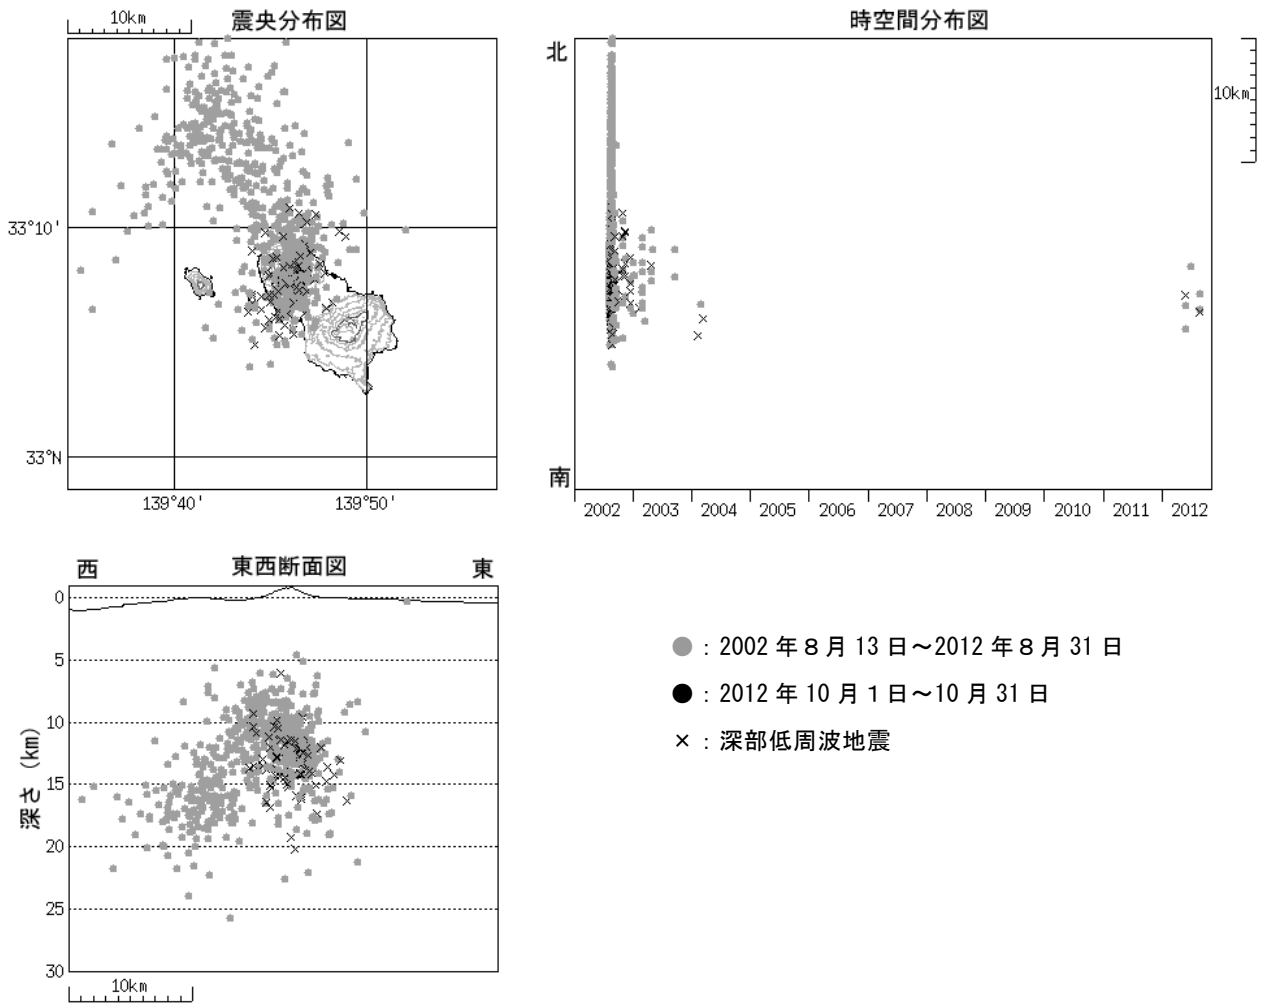 10km
震央分布図
33°10'
33°N
139°40'
139°50'
時空間分布図
北
南
10km
2002 2003 2004 2005 2006 2007 2008 2009 2010 2011 2012
西
東西断面図
東
0
5
10
15
20
25
30
深さ (km)
10km
●:2002年8月13日～2012年8月31日
●:2012年10月1日～10月31日
×:深部低周波地震